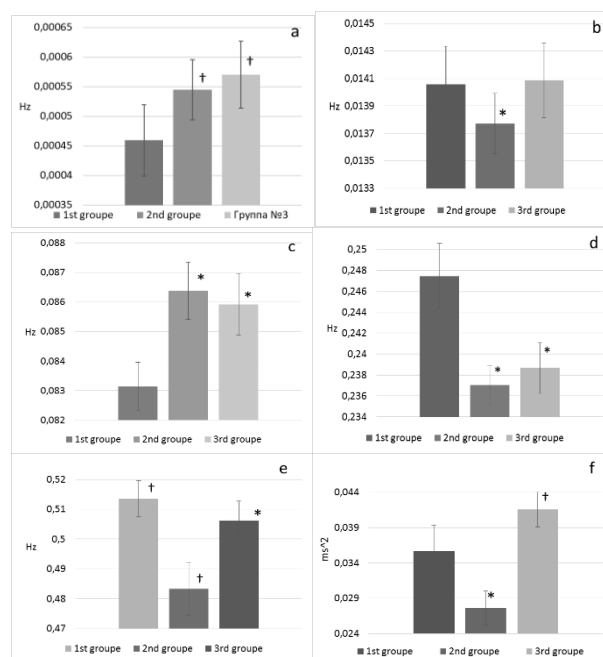 a
0,00065
0,0006
0,00055
0,0005
0,00045
0,0004
0,00035
Hz
†
†
1st groupe 2nd groupe Группа №3
b
0,0145
0,0143
0,0141
0,0139
0,0137
0,0135
0,0133
Hz
*
1st groupe 2nd groupe 3rd groupe
c
0,088
0,087
0,086
0,085
0,084
0,083
0,082
Hz
*
*
1st groupe 2nd groupe 3rd groupe
d
0,25
0,248
0,246
0,244
0,242
0,24
0,238
0,236
0,234
Hz
*
*
1st groupe 2nd groupe 3rd groupe
e
0,52
0,51
0,5
0,49
0,48
0,47
Hz
†
†
*
1st groupe 2nd groupe 3rd groupe
f
0,044
0,039
0,034
0,029
0,024
ms^2
*
†
1st groupe 2nd groupe 3rd groupe